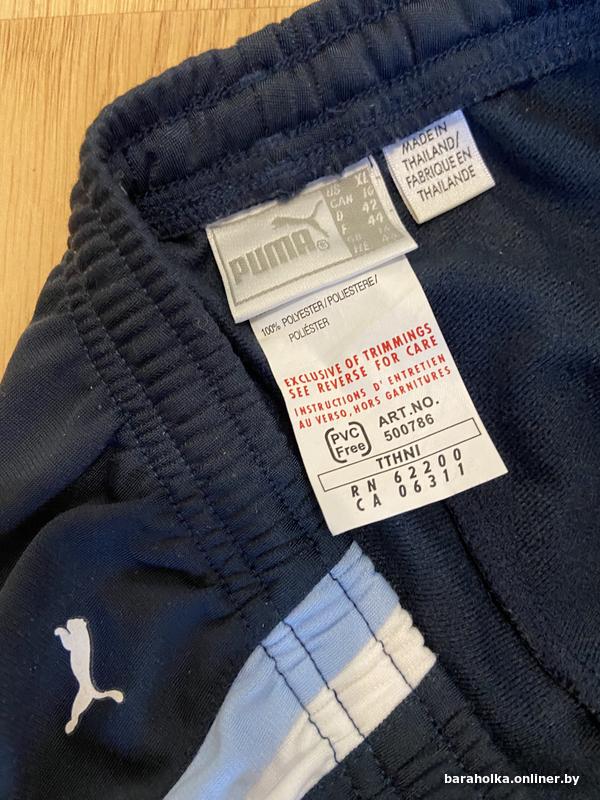 MADE IN
THAILAND/
FABRIQUE EN
THAILANDE
PUMA®
US XL
CAN 16
D 42
F 44
GB
100% POLYESTER/POLIESTERE/
POLIÉSTER
EXCLUSIVE OF TRIMMINGS
SEE REVERSE FOR CARE
INSTRUCTIONS D' ENTRETIEN
AU VERSO, HORS GARNITURES
PVC
Free
ART.NO.
500786
TTHNI
RN 62200
CA 06311
baraholka.onliner.by